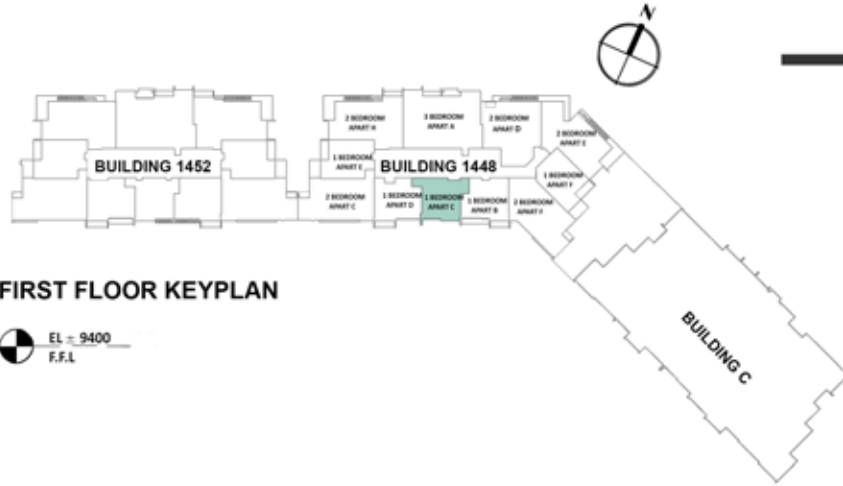 N
2 BEDROOM
APART H
3 BEDROOM
APART A
2 BEDROOM
APART D
2 BEDROOM
APART E
1 BEDROOM
APART E
BUILDING 1452
BUILDING 1448
1 BEDROOM
APART F
2 BEDROOM
APART C
1 BEDROOM
APART D
1 BEDROOM
APART C
1 BEDROOM
APART B
2 BEDROOM
APART F
FIRST FLOOR KEYPLAN
EL ± 9400
F.F.L
BUILDING C